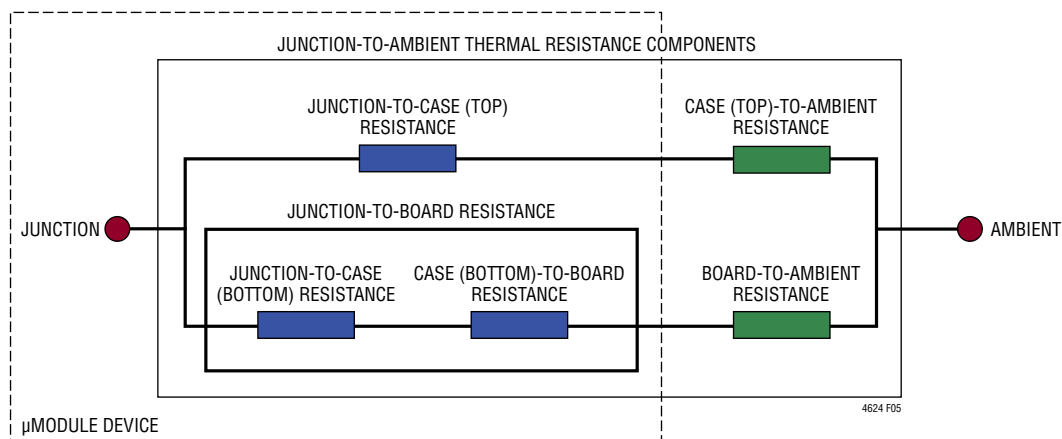 JUNCTION-TO-AMBIENT THERMAL RESISTANCE COMPONENTS
JUNCTION-TO-CASE (TOP)
RESISTANCE
CASE (TOP)-TO-AMBIENT
RESISTANCE
JUNCTION
JUNCTION-TO-BOARD RESISTANCE
AMBIENT
JUNCTION-TO-CASE
(BOTTOM) RESISTANCE
CASE (BOTTOM)-TO-BOARD
RESISTANCE
BOARD-TO-AMBIENT
RESISTANCE
4624 F05
µMODULE DEVICE